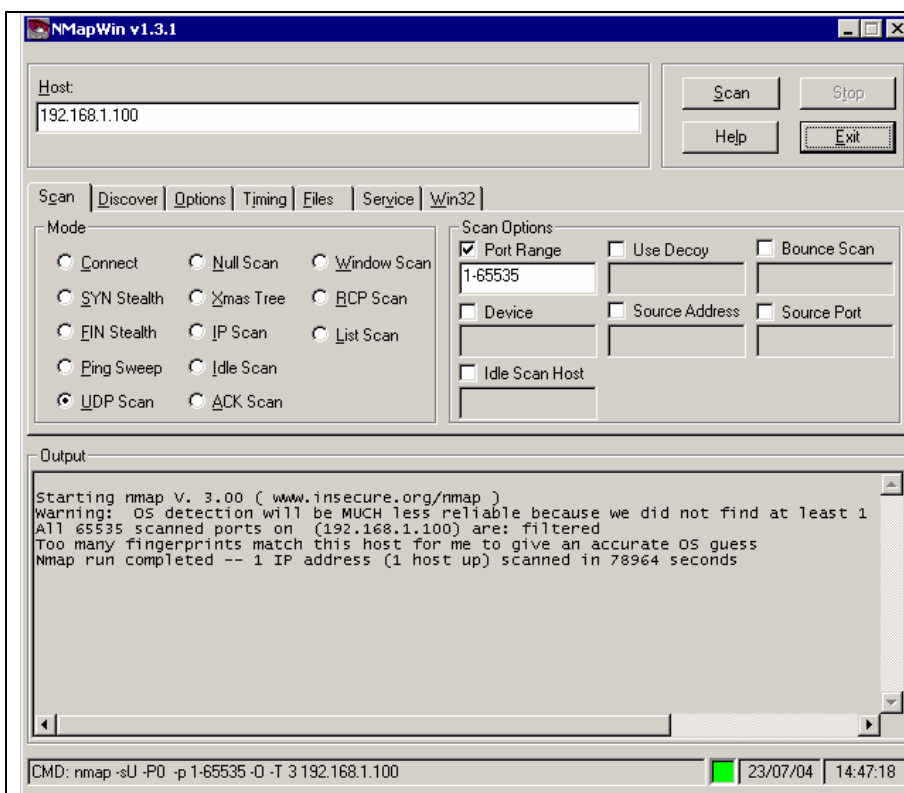 NMapWin v1.3.1
Host:
192.168.1.100
Scan
Stop
Help
Exit
Scan Discover Options Timing Files Service Win32
Mode
Connect Null Scan Window Scan
SYN Stealth Xmas Tree RCP Scan
FIN Stealth IP Scan List Scan
Ping Sweep Idle Scan
UDP Scan ACK Scan
Scan Options
Port Range Use Decoy Bounce Scan
1-65535
Device Source Address Source Port
Idle Scan Host
Output
Starting nmap V. 3.00 ( www.insecure.org/nmap )
Warning:  OS detection will be MUCH less reliable because we did not find at least 1
All 65535 scanned ports on  (192.168.1.100) are: filtered
Too many fingerprints match this host for me to give an accurate OS guess
Nmap run completed -- 1 IP address (1 host up) scanned in 78964 seconds
CMD: nmap -sU -P0 -p 1-65535 -O -T 3 192.168.1.100
23/07/04 14:47:18